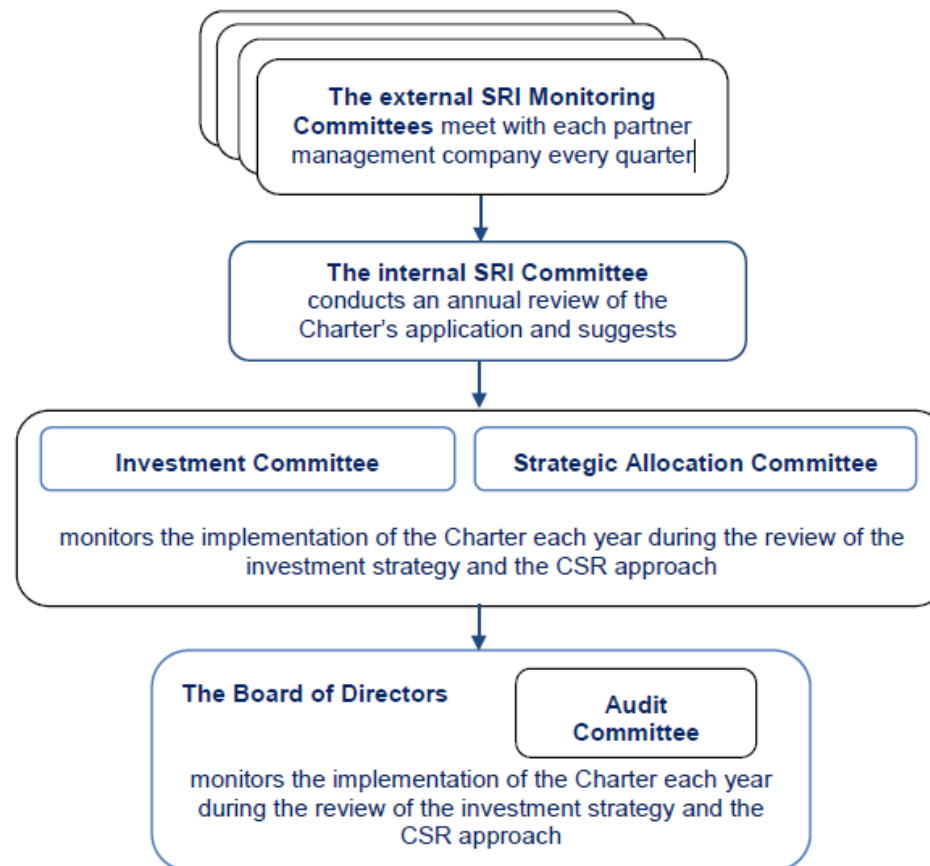 The external SRI Monitoring
Committees meet with each partner
management company every quarter
The internal SRI Committee
conducts an annual review of the
Charter's application and suggests
Investment Committee
Strategic Allocation Committee
monitors the implementation of the Charter each year during the review of the
investment strategy and the CSR approach
The Board of Directors
Audit
Committee
monitors the implementation of the Charter each year
during the review of the investment strategy and the
CSR approach